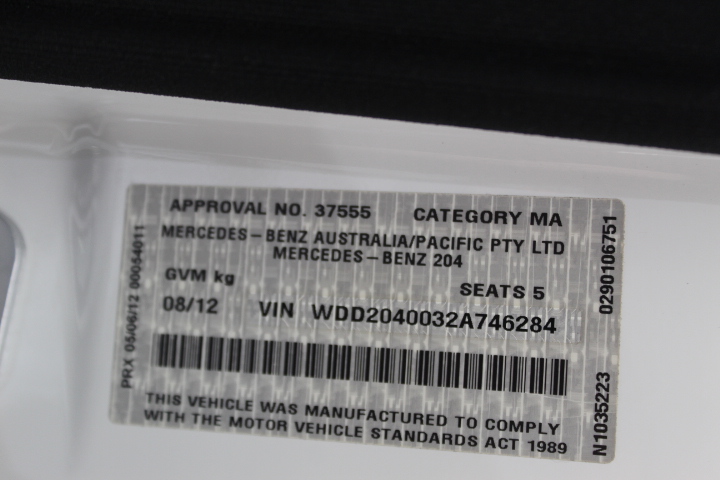 APPROVAL NO. 37555 CATEGORY MA
MERCEDES-BENZ AUSTRALIA/PACIFIC PTY LTD
MERCEDES-BENZ 204
GVM kg
SEATS 5
08/12 VIN WDD2040032A746284
THIS VEHICLE WAS MANUFACTURED TO COMPLY
WITH THE MOTOR VEHICLE STANDARDS ACT 1989
PRX 05/06/12 00054011
N1035223 0290106751